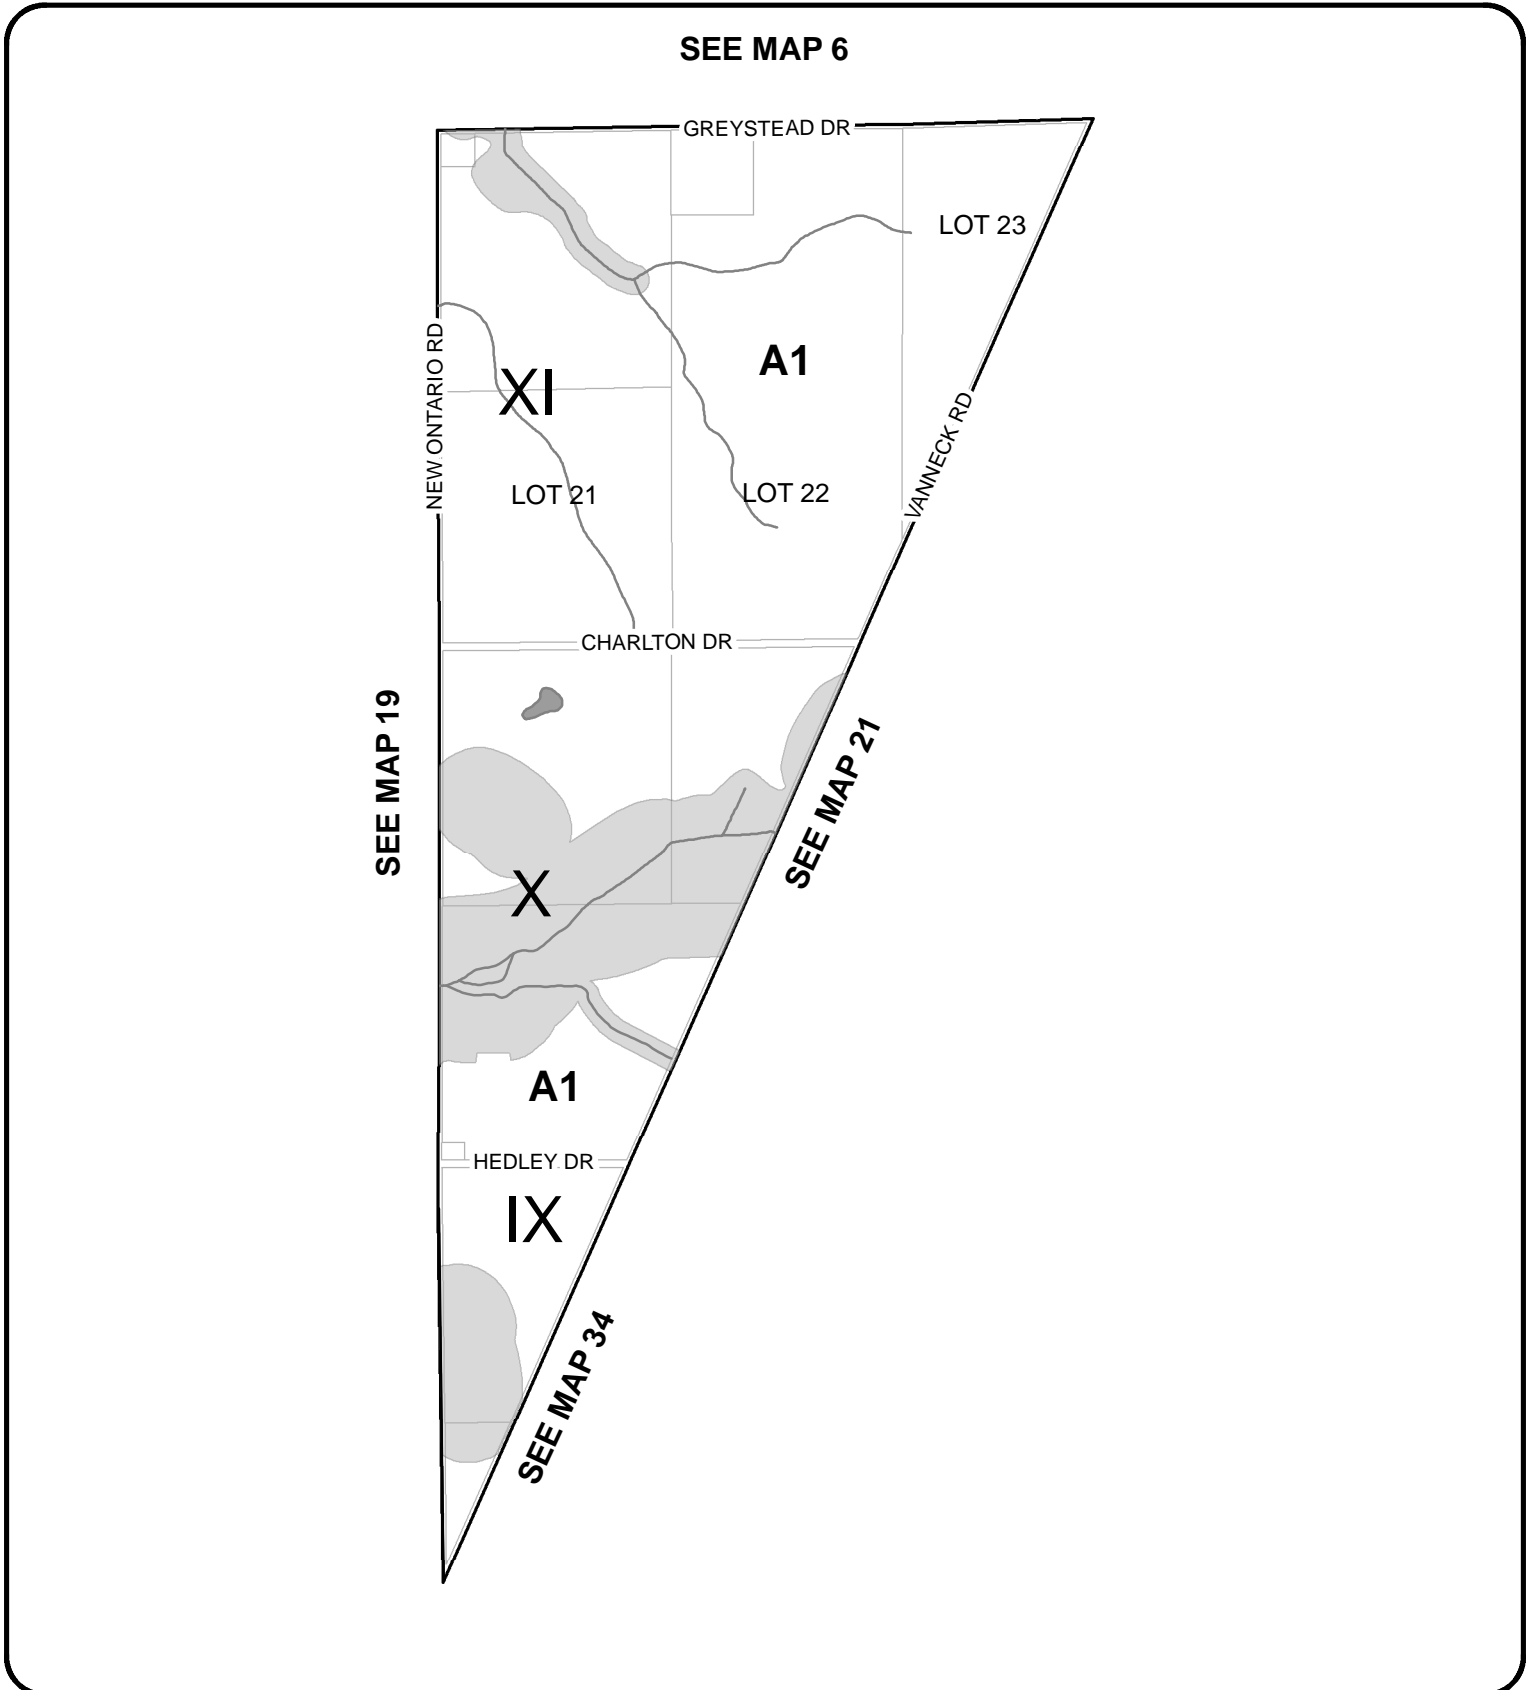 SEE MAP 6
GREYSTEAD DR
LOT 23
A1
NEW ONTARIO RD
XI
VANNECK RD
LOT 21
LOT 22
CHARLTON DR
SEE MAP 19
SEE MAP 21
X
A1
HEDLEY DR
IX
SEE MAP 34